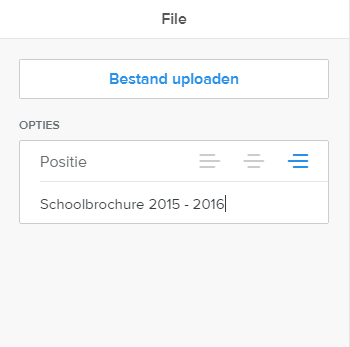 File
Bestand uploaden
OPTIES
Positie
Schoolbrochure 2015 - 2016